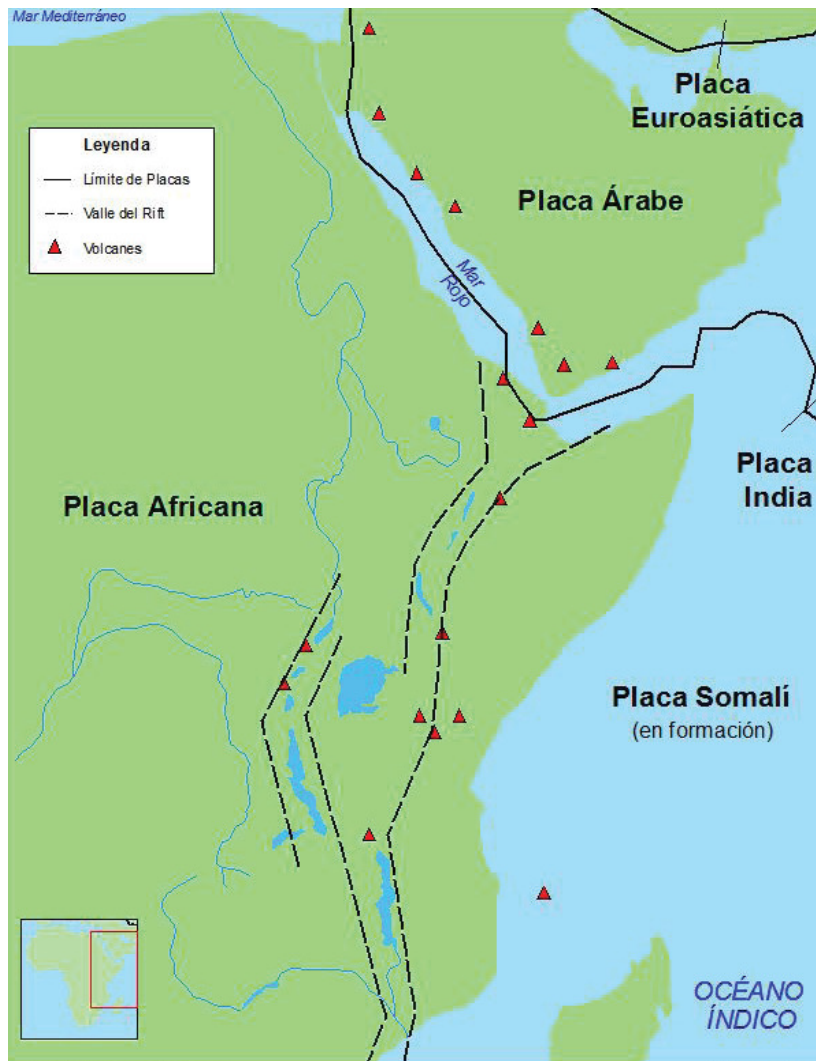 Mar Mediterráneo
Placa
Euroasiática
Leyenda
Límite de Placas
Valle del Rift
Volcanes
Placa Árabe
Mar
Rojo
Placa
India
Placa Africana
Placa Somalí
(en formación)
OCÉANO
ÍNDICO